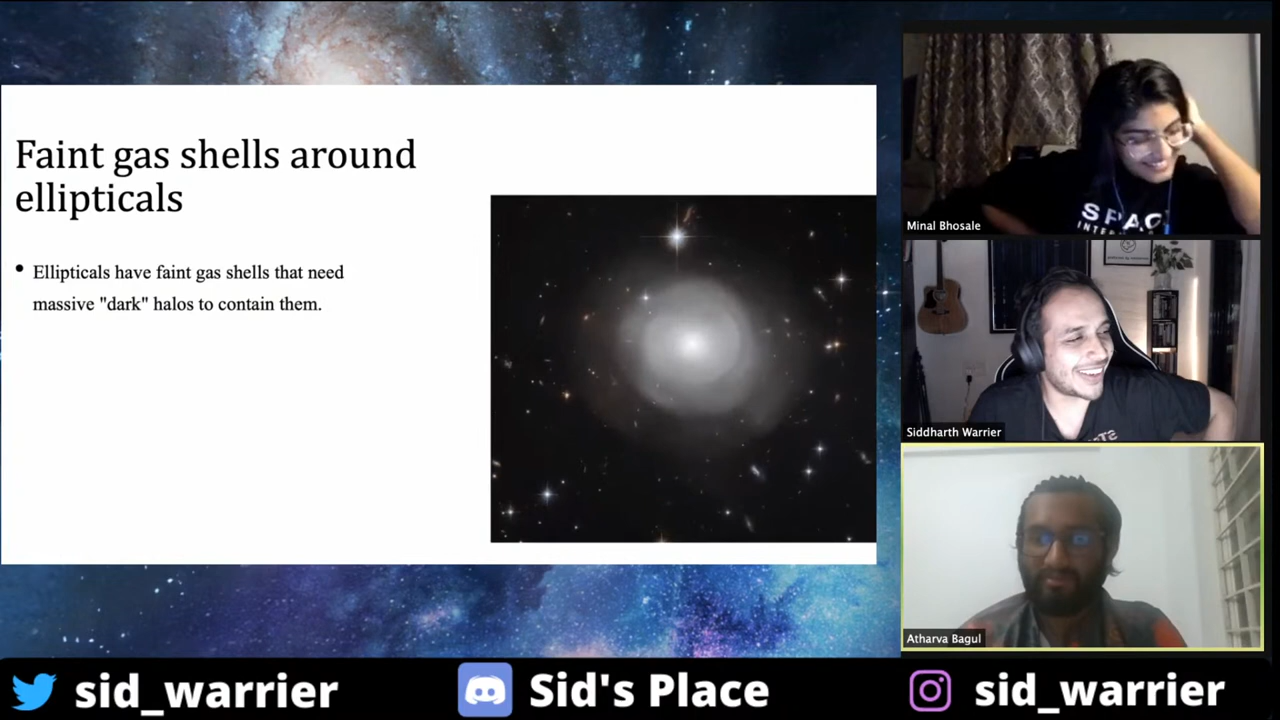 Faint gas shells around
ellipticals
• Ellipticals have faint gas shells that need
massive "dark" halos to contain them.
Minal Bhosale
Siddharth Warrier
Atharva Bagul
sid_warrier
Sid's Place
sid_warrier